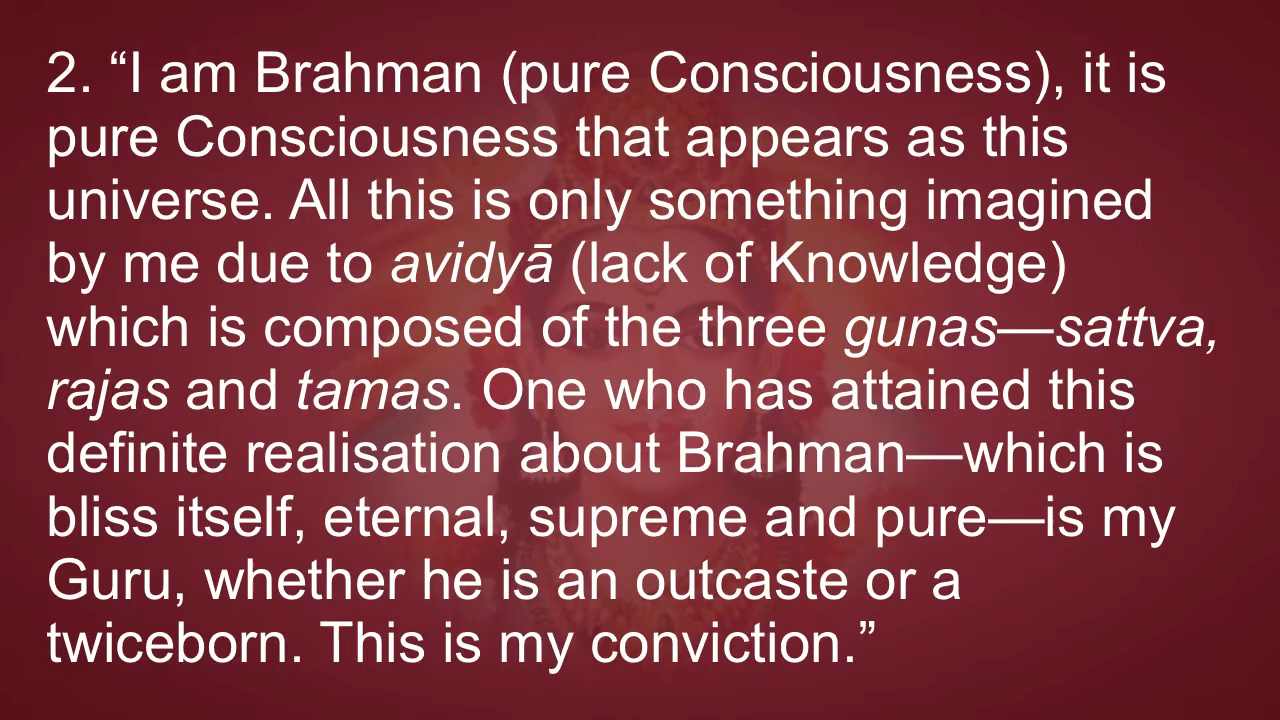 2. “I am Brahman (pure Consciousness), it is
pure Consciousness that appears as this
universe. All this is only something imagined
by me due to avidyā (lack of Knowledge)
which is composed of the three gunas—sattva,
rajas and tamas. One who has attained this
definite realisation about Brahman—which is
bliss itself, eternal, supreme and pure—is my
Guru, whether he is an outcaste or a
twiceborn. This is my conviction.”